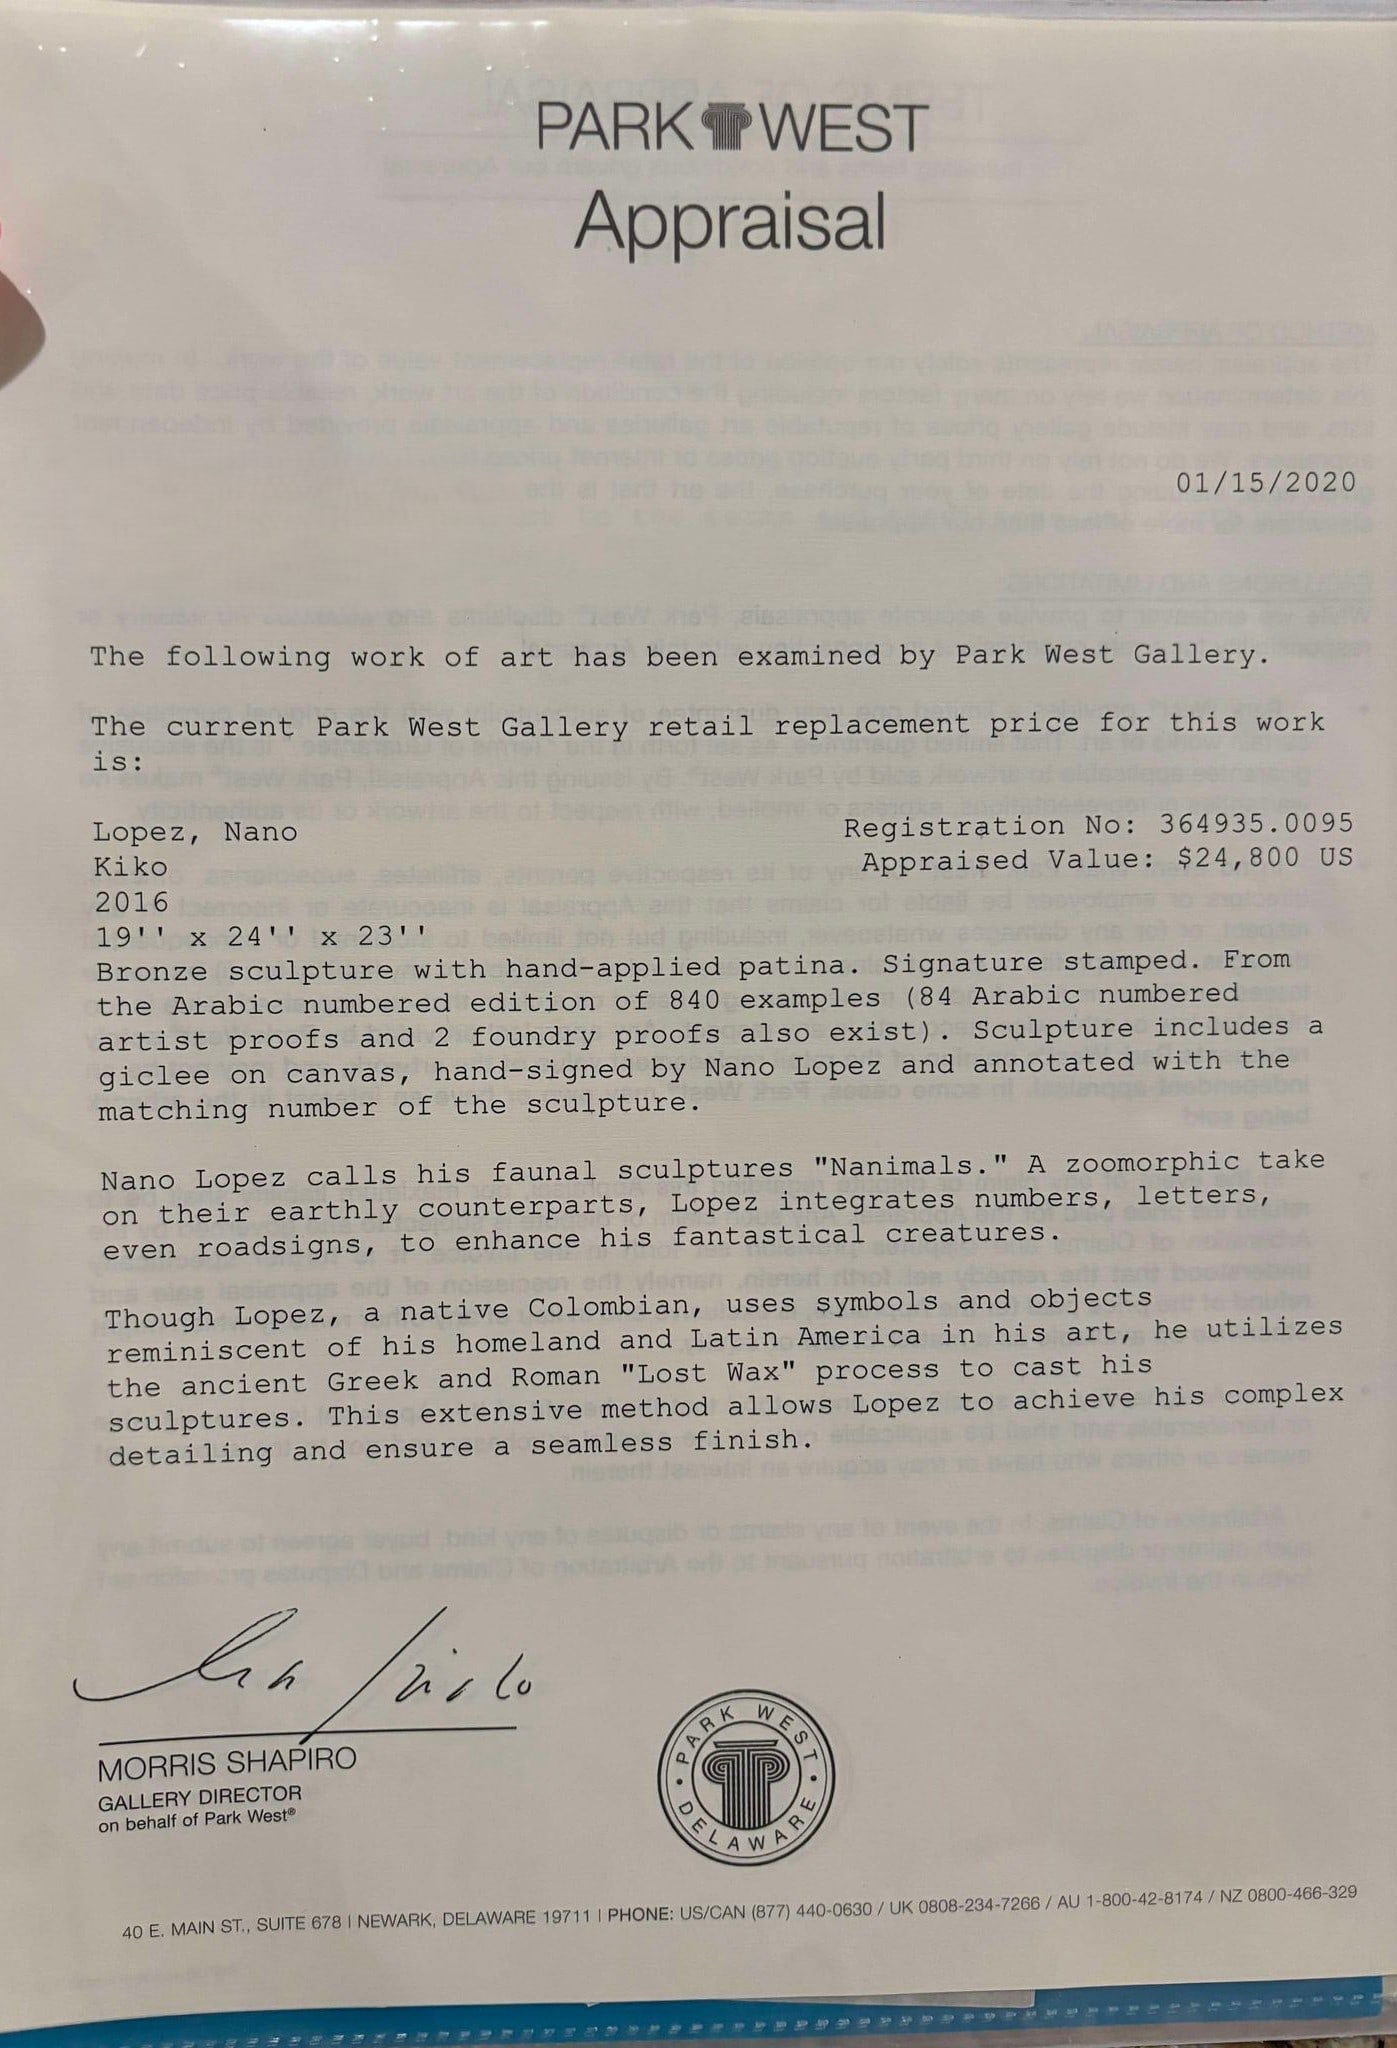 PARK WEST
Appraisal
01/15/2020
The following work of art has been examined by Park West Gallery.
The current Park West Gallery retail replacement price for this work
is:
Lopez, Nano
Kiko
2016
19'' x 24'' x 23''
Registration No: 364935.0095
Appraised Value: $24,800 US
Bronze sculpture with hand-applied patina. Signature stamped. From
the Arabic numbered edition of 840 examples (84 Arabic numbered
artist proofs and 2 foundry proofs also exist). Sculpture includes a
giclee on canvas, hand-signed by Nano Lopez and annotated with the
matching number of the sculpture.
Nano Lopez calls his faunal sculptures "Nanimals." A zoomorphic take
on their earthly counterparts, Lopez integrates numbers, letters,
even roadsigns, to enhance his fantastical creatures.
Though Lopez, a native Colombian, uses symbols and objects
reminiscent of his homeland and Latin America in his art, he utilizes
the ancient Greek and Roman "Lost Wax" process to cast his
sculptures. This extensive method allows Lopez to achieve his complex
detailing and ensure a seamless finish.
MORRIS SHAPIRO
GALLERY DIRECTOR
on behalf of Park West®
PARK WEST
DELAWARE
40 E. MAIN ST., SUITE 678 | NEWARK, DELAWARE 19711 | PHONE: US/CAN (877) 440-0630 / UK 0808-234-7266 / AU 1-800-42-8174 / NZ 0800-466-329